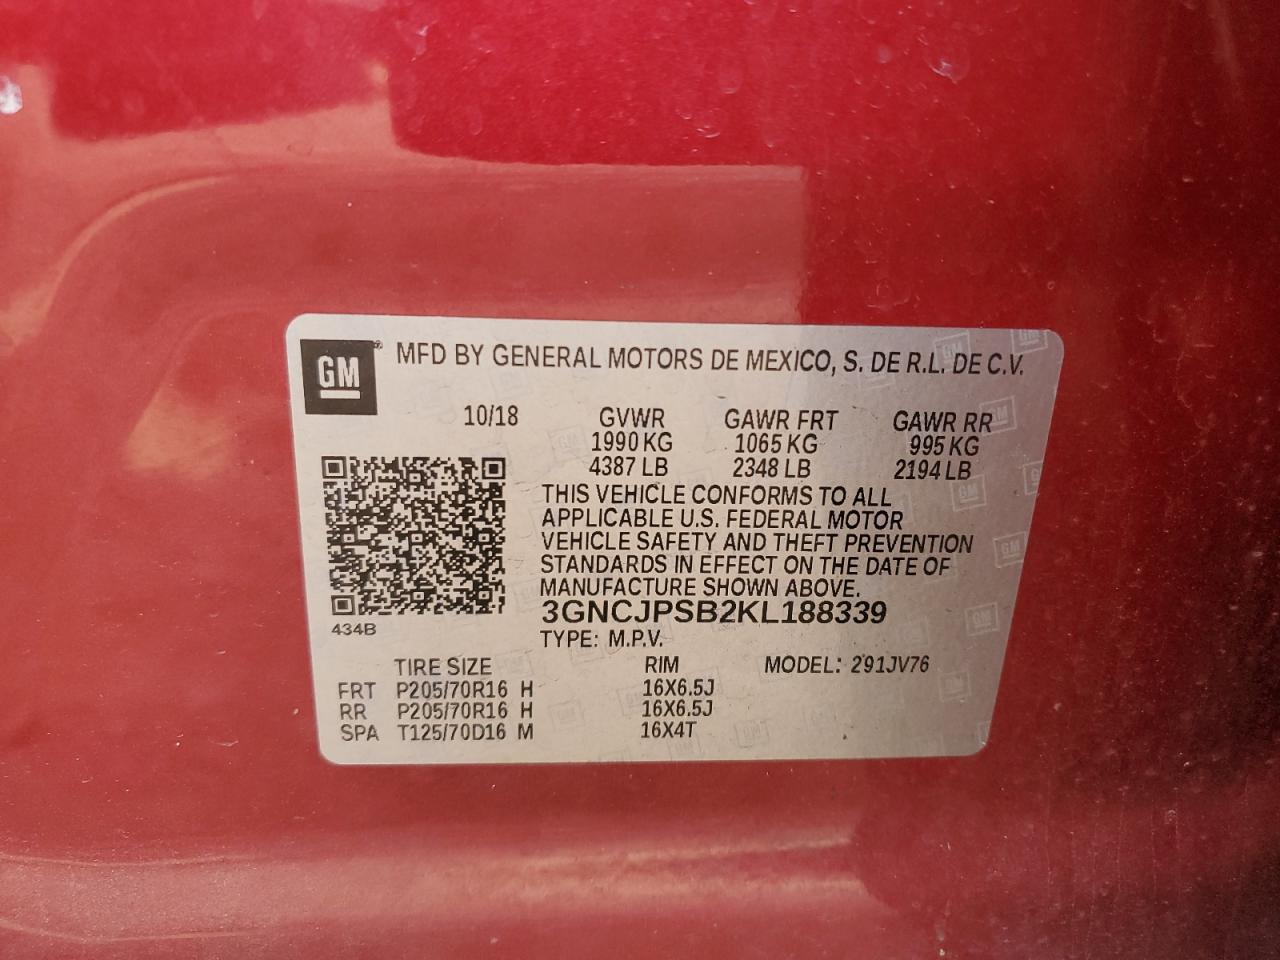 GM MFD BY GENERAL MOTORS DE MEXICO, S. DE R.L. DE C.V.
10/18 GVWR GAWR FRT GAWR RR
1990 KG 1065 KG 995 KG
4387 LB 2348 LB 2194 LB
THIS VEHICLE CONFORMS TO ALL
APPLICABLE U.S. FEDERAL MOTOR
VEHICLE SAFETY AND THEFT PREVENTION
STANDARDS IN EFFECT ON THE DATE OF
MANUFACTURE SHOWN ABOVE.
3GNCJPSB2KL188339
434B
TYPE: M.P.V.
TIRE SIZE RIM MODEL: 291JV76
FRT P205/70R16 H 16X6.5J
RR P205/70R16 H 16X6.5J
SPA T125/70D16 M 16X4T